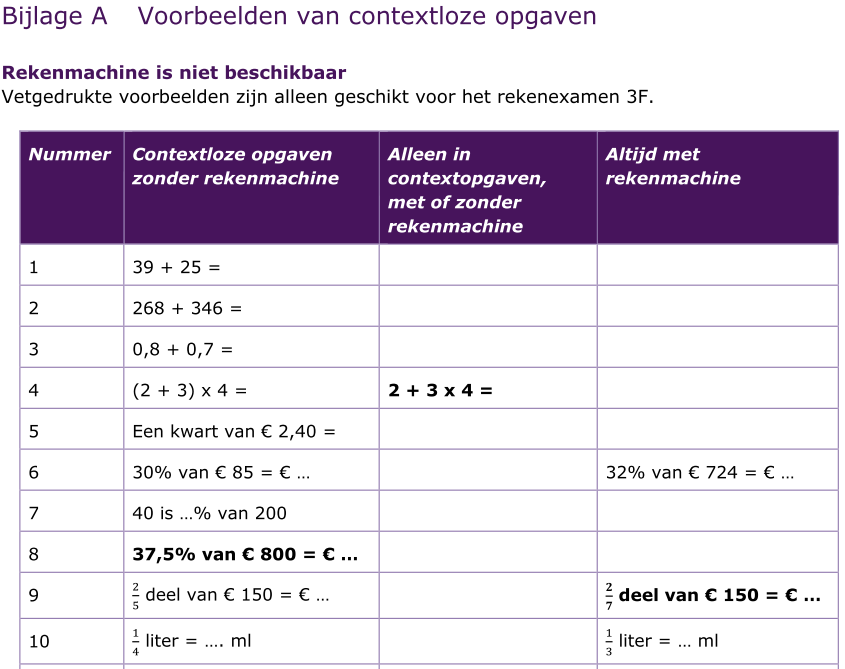 Bijlage A Voorbeelden van contextloze opgaven
Rekenmachine is niet beschikbaar
Vetgedrukte voorbeelden zijn alleen geschikt voor het rekenexamen 3F.
Nummer Contextloze opgaven zonder rekenmachine Alleen in contextopgaven, met of zonder rekenmachine Altijd met rekenmachine
1 39 + 25 =
2 268 + 346 =
3 0,8 + 0,7 =
4 (2 + 3) x 4 = 2 + 3 x 4 =
5 Een kwart van € 2,40 =
6 30% van € 85 = € … 32% van € 724 = € …
7 40 is …% van 200
8 37,5% van € 800 = € …
9 2/5 deel van € 150 = € … 2/7 deel van € 150 = € …
10 1/4 liter = …. ml 1/3 liter = … ml